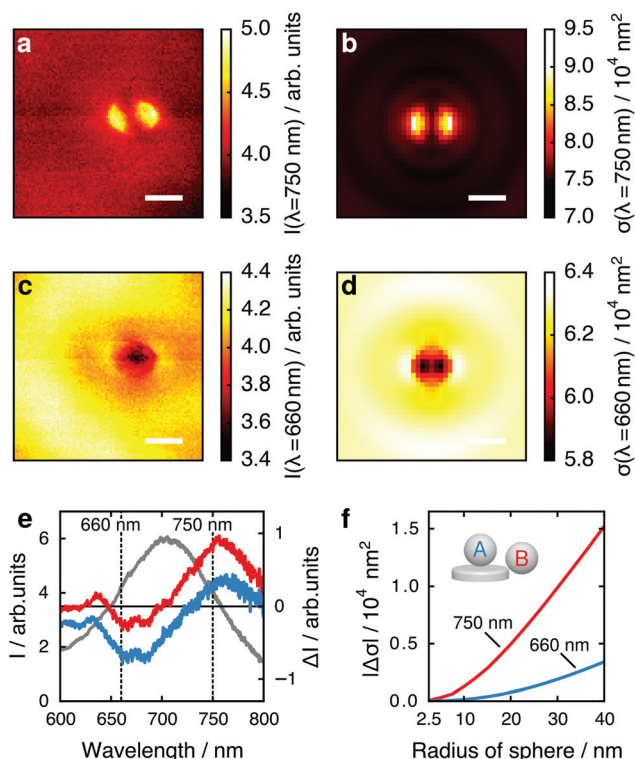 a
5.0
4.5
4.0
3.5
I(λ=750 nm) / arb. units
b
9.5
9.0
8.5
8.0
7.5
7.0
σ(λ=750 nm) / 10⁴ nm²
c
4.4
4.2
4.0
3.8
3.6
3.4
I(λ=660 nm) / arb. units
d
6.4
6.2
6.0
5.8
σ(λ=660 nm) / 10⁴ nm²
e
660 nm
750 nm
6
4
2
0
I / arb.units
1
0
−1
ΔI / arb.units
600
650
700
750
800
Wavelength / nm
f
A
B
750 nm
660 nm
1.5
1.0
0.5
0.0
|Δσ| / 10⁴ nm²
2.5
10
20
30
40
Radius of sphere / nm